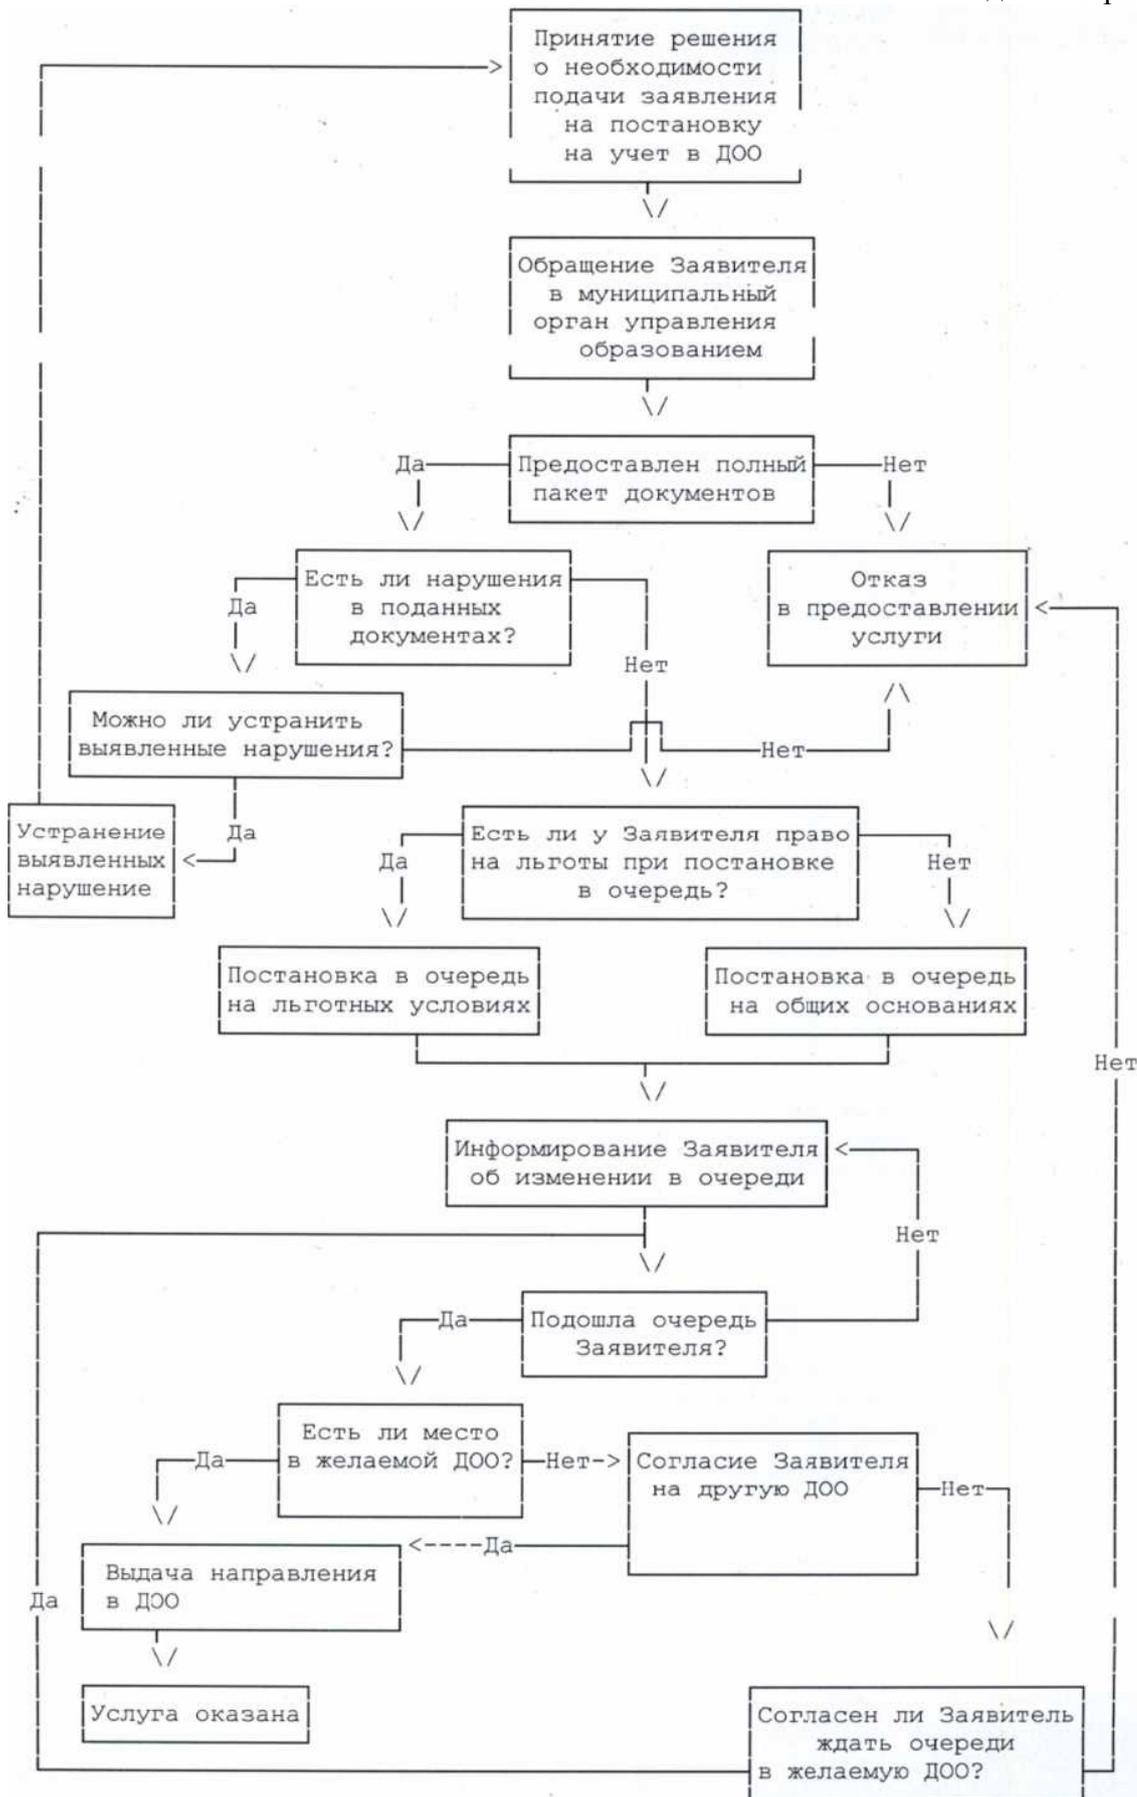 Принятие решения
о необходимости
подачи заявления
на постановку
на учет в ДОО
Обращение Заявителя
в муниципальный
орган управления
образованием
Да
Предоставлен полный
пакет документов
Нет
Есть ли нарушения
в поданных
документах?
Отказ
в предоставлении
услуги
Да
Нет
Можно ли устранить
выявленные нарушения?
Нет
Устранение
выявленных
нарушение
Да
Есть ли у Заявителя право
на льготы при постановке
в очередь?
Да
Нет
Постановка в очередь
на льготных условиях
Постановка в очередь
на общих основаниях
Нет
Информирование Заявителя
об изменении в очереди
Нет
Да
Подошла очередь
Заявителя?
Есть ли место
в желаемой ДОО?
Да
Нет
Согласие Заявителя
на другую ДОО
Нет
Да
Выдача направления
в ДОО
Да
Услуга оказана
Согласен ли Заявитель
ждать очереди
в желаемую ДОО?